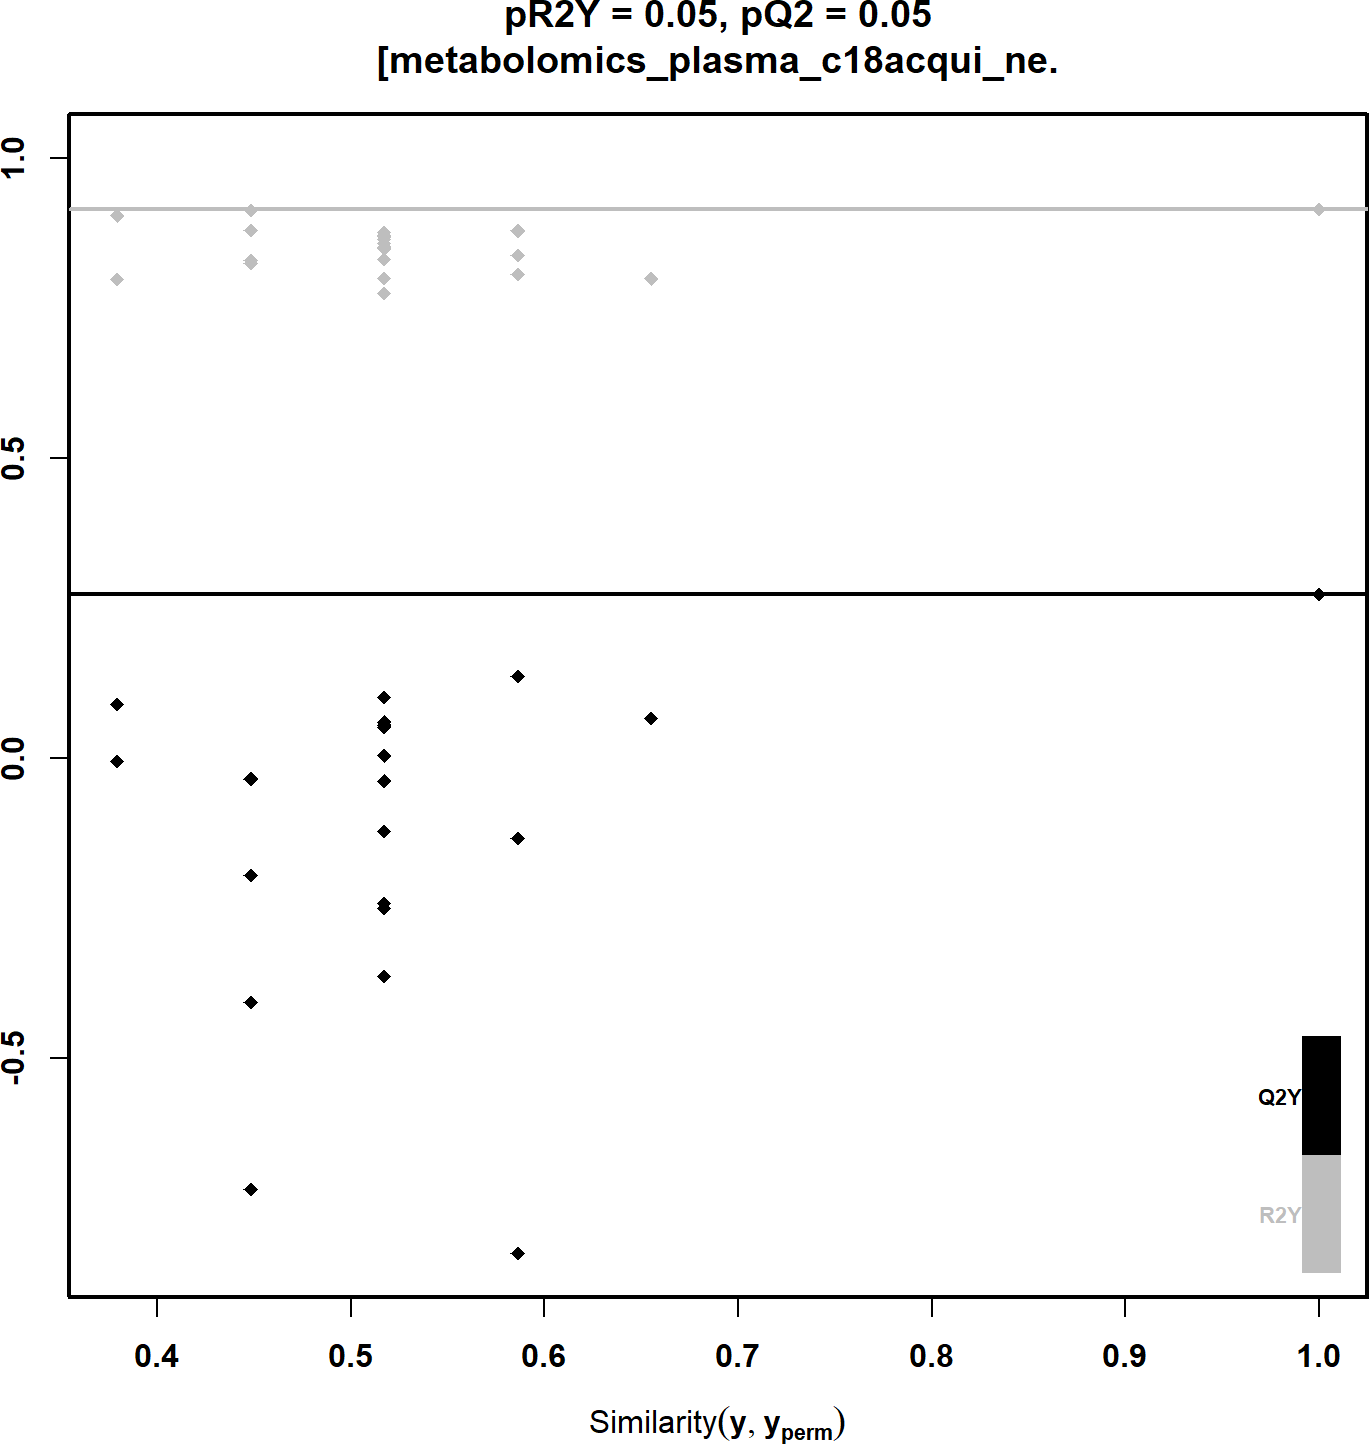 pR2Y = 0.05, pQ2 = 0.05
[metabolomics_plasma_c18acqui_ne.
1.0
0.5
0.0
-0.5
Q2Y
R2Y
0.4 0.5 0.6 0.7 0.8 0.9 1.0
Similarity(y, yperm)